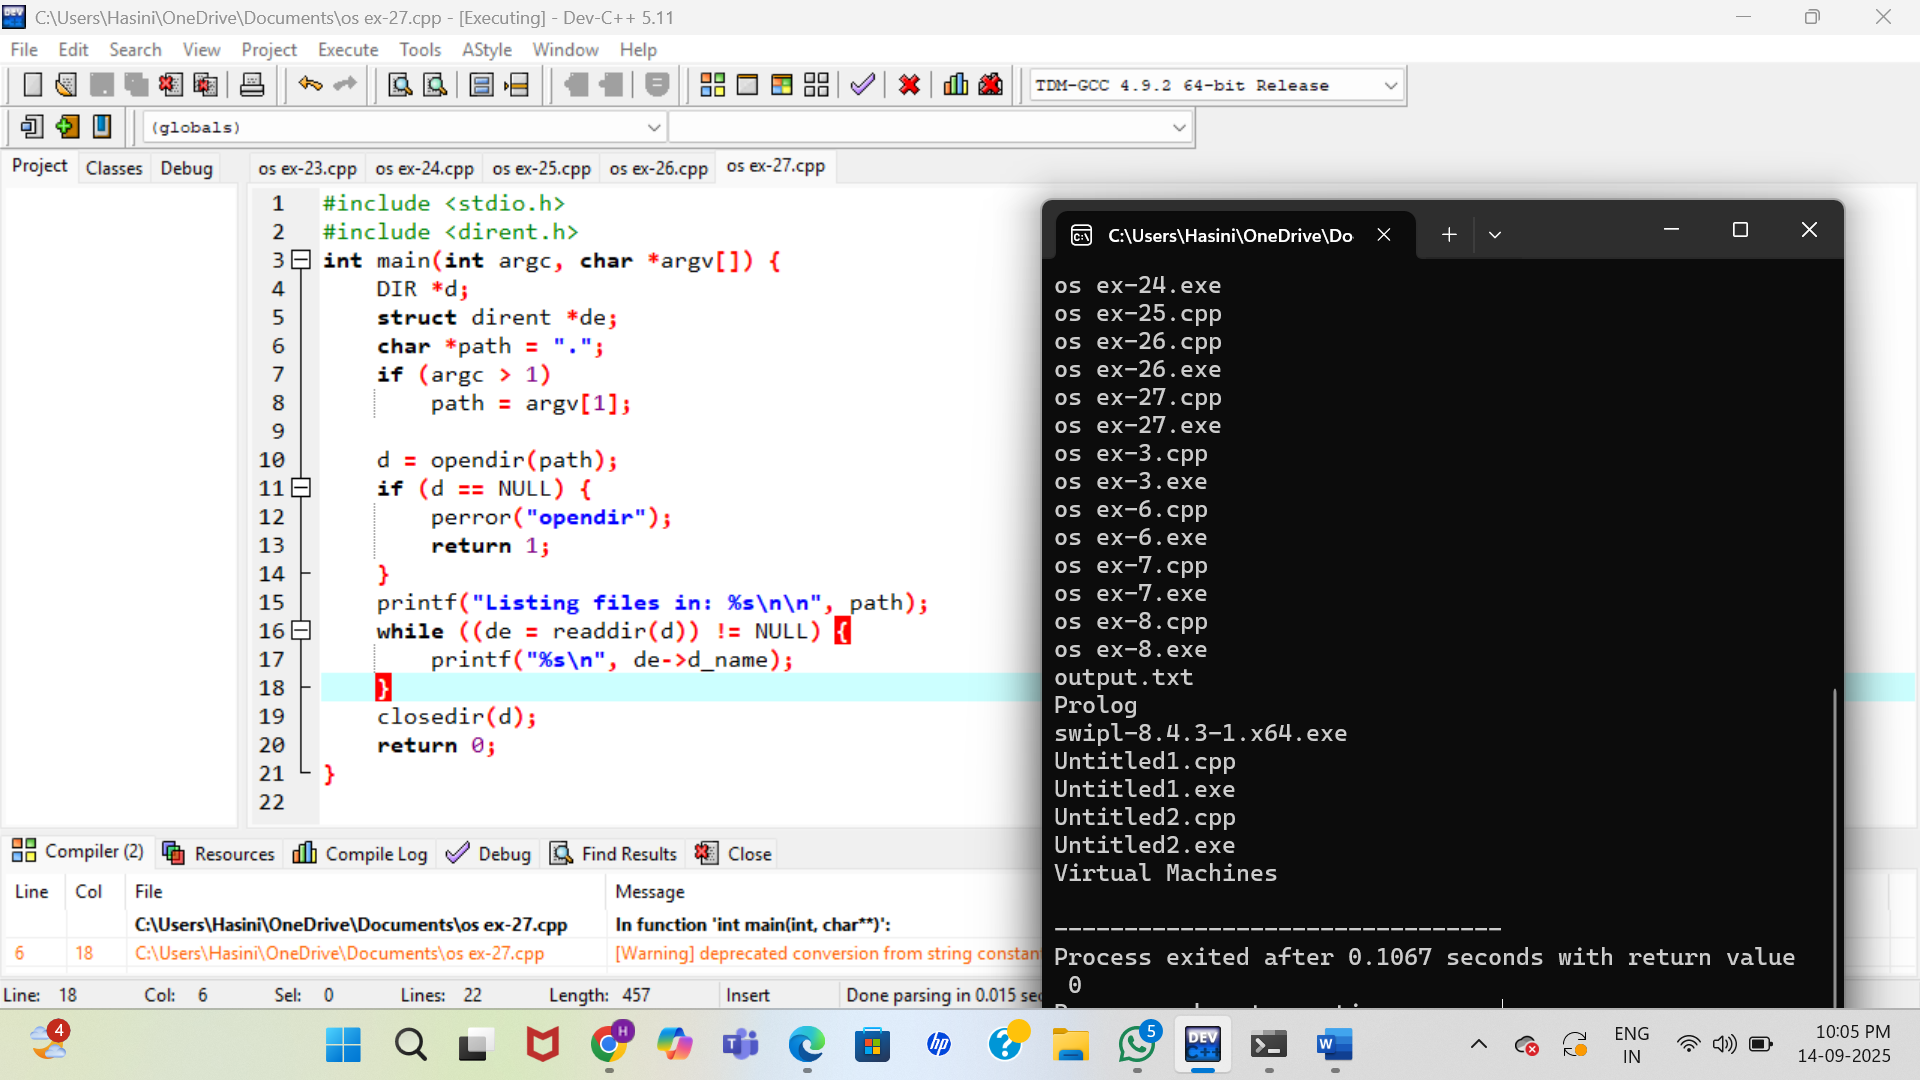 C:\Users\Hasini\OneDrive\Documents\os ex-27.cpp - [Executing] - Dev-C++ 5.11
File Edit Search View Project Execute Tools AStyle Window Help
TDM-GCC 4.9.2 64-bit Release
(globals)
Project Classes Debug
os ex-23.cpp os ex-24.cpp os ex-25.cpp os ex-26.cpp os ex-27.cpp
1 #include <stdio.h>
2 #include <dirent.h>
3 int main(int argc, char *argv[]) {
4 DIR *d;
5 struct dirent *de;
6 char *path = ".";
7 if (argc > 1)
8 path = argv[1];
9
10 d = opendir(path);
11 if (d == NULL) {
12 perror("opendir");
13 return 1;
14 }
15 printf("Listing files in: %s\n\n", path);
16 while ((de = readdir(d)) != NULL) {
17 printf("%s\n", de->d_name);
18 }
19 closedir(d);
20 return 0;
21 }
22
C:\Users\Hasini\OneDrive\Do
os ex-24.exe
os ex-25.cpp
os ex-26.cpp
os ex-26.exe
os ex-27.cpp
os ex-27.exe
os ex-3.cpp
os ex-3.exe
os ex-6.cpp
os ex-6.exe
os ex-7.cpp
os ex-7.exe
os ex-8.cpp
os ex-8.exe
output.txt
Prolog
swipl-8.4.3-1.x64.exe
Untitled1.cpp
Untitled1.exe
Untitled2.cpp
Untitled2.exe
Virtual Machines
--------------------------------
Process exited after 0.1067 seconds with return value
0
Compiler (2) Resources Compile Log Debug Find Results Close
Line Col File Message
C:\Users\Hasini\OneDrive\Documents\os ex-27.cpp In function 'int main(int, char**)':
6 18 C:\Users\Hasini\OneDrive\Documents\os ex-27.cpp [Warning] deprecated conversion from string constan
Line: 18 Col: 6 Sel: 0 Lines: 22 Length: 457 Insert Done parsing in 0.015 sec
4
H
hp
5
DEV
C++
W
ENG
IN
10:05 PM
14-09-2025